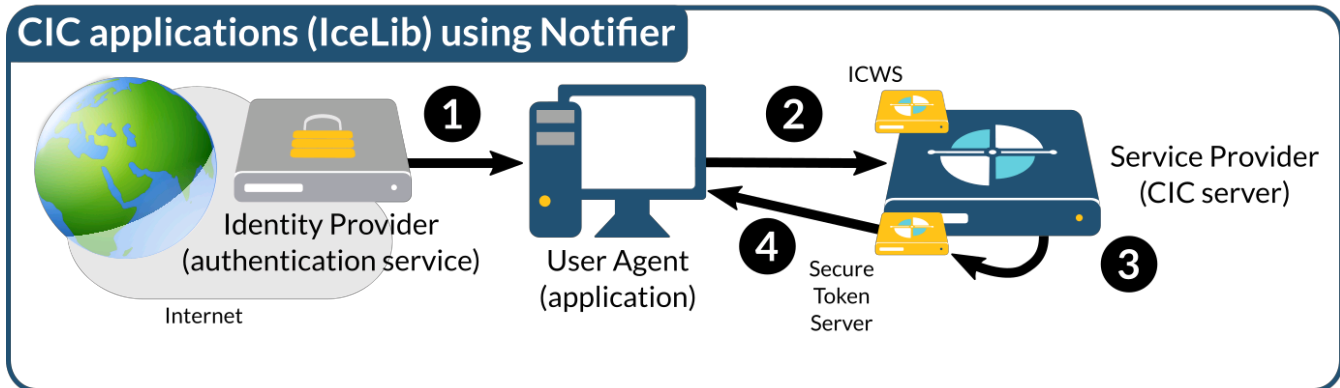 CIC applications (IceLib) using Notifier
ICWS
1
2
Service Provider
(CIC server)
Identity Provider
(authentication service)
User Agent
(application)
4
3
Secure
Token
Server
Internet